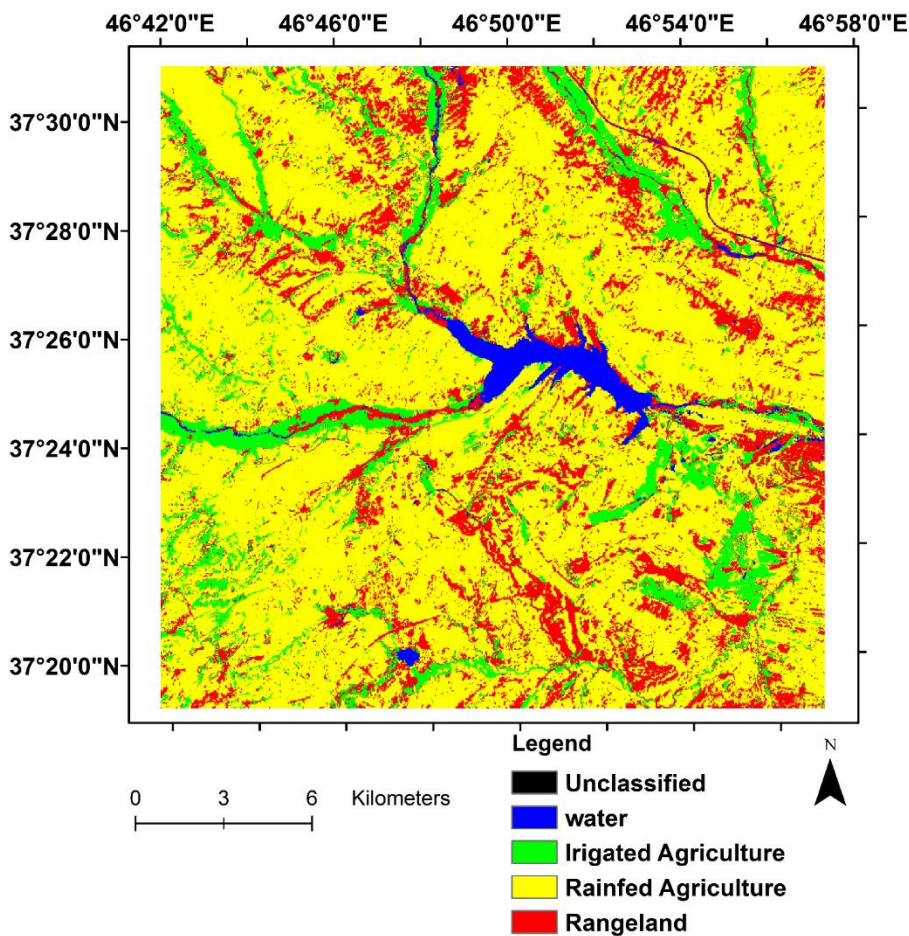 46°42'0"E 46°46'0"E 46°50'0"E 46°54'0"E 46°58'0"E
37°30'0"N
37°28'0"N
37°26'0"N
37°24'0"N
37°22'0"N
37°20'0"N
Legend
N
Unclassified
0 3 6 Kilometers
water
Irigated Agriculture
Rainfed Agriculture
Rangeland